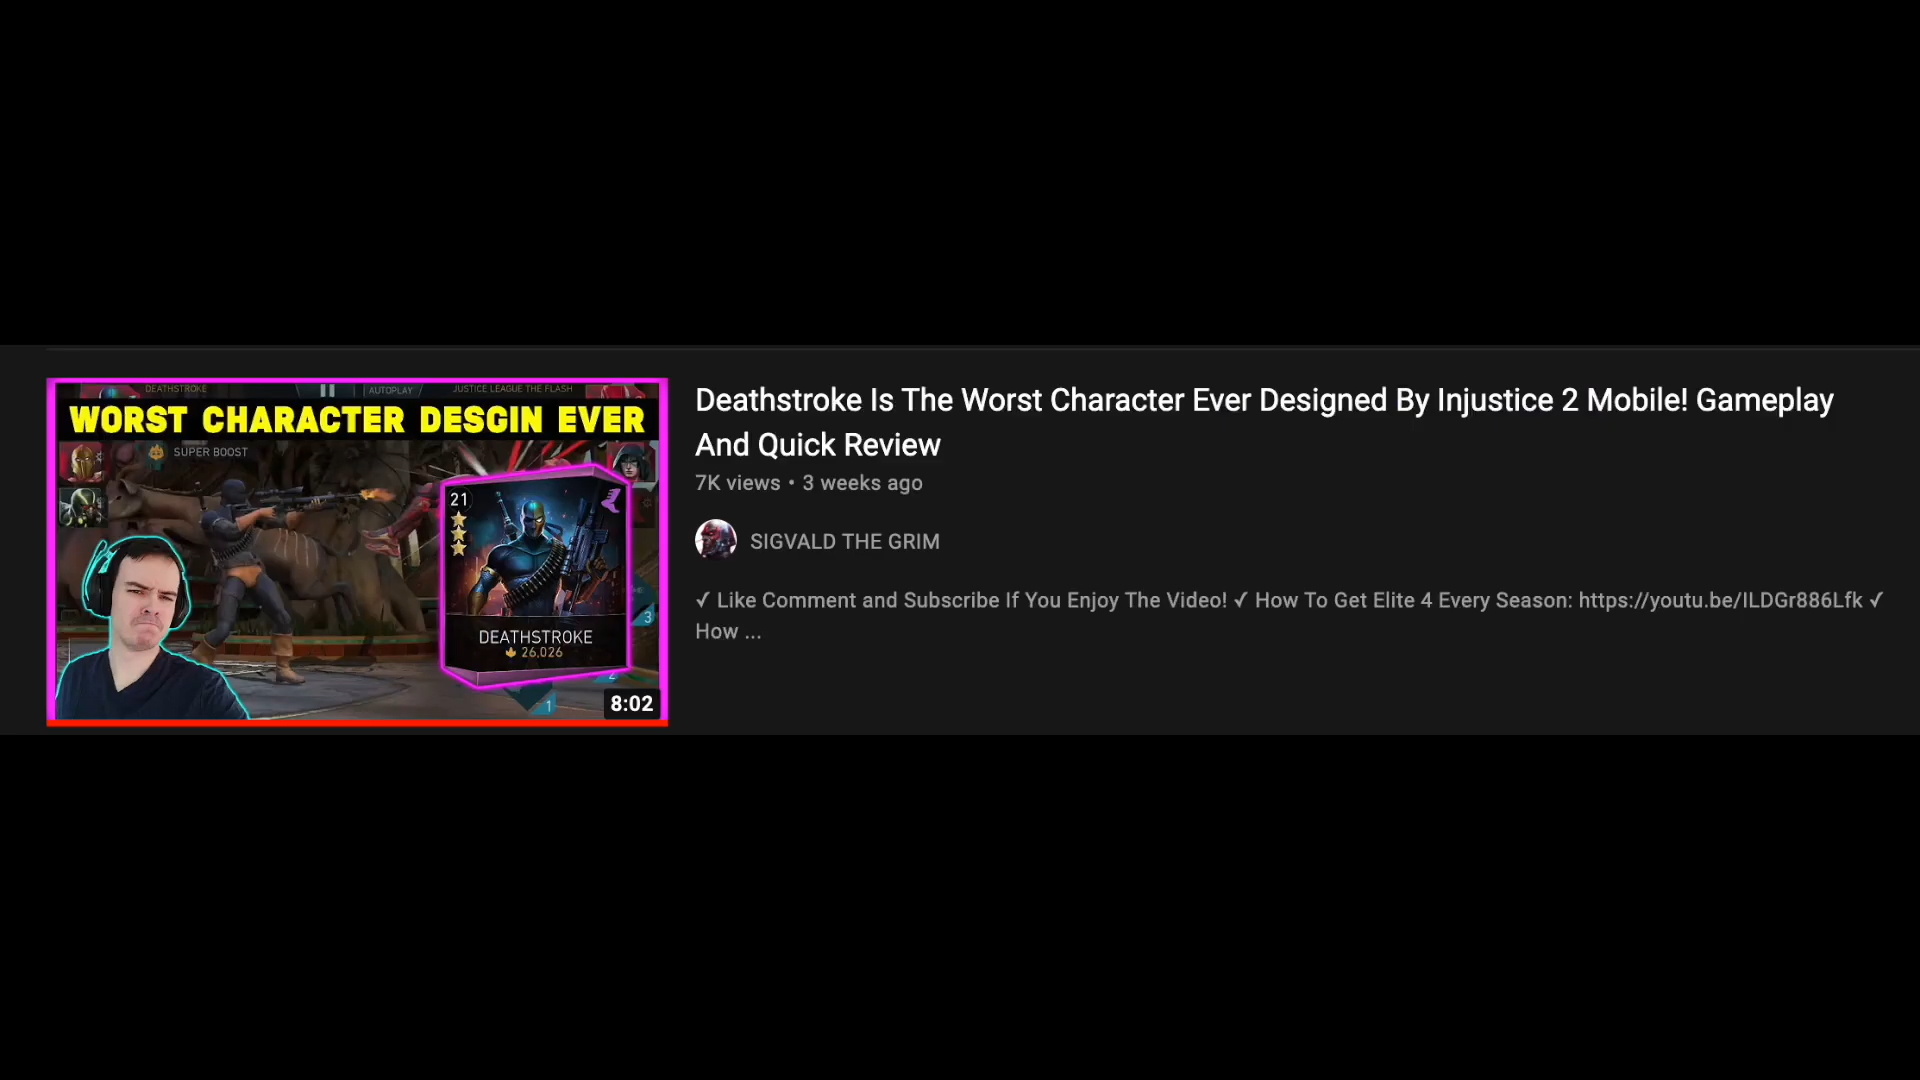 DEATHSTROKE
AUTOPLAY
JUSTICE LEAGUE THE FLASH
WORST CHARACTER DESGIN EVER
SUPER BOOST
21
DEATHSTROKE
26,026
3
2
1
8:02
Deathstroke Is The Worst Character Ever Designed By Injustice 2 Mobile! Gameplay
And Quick Review
7K views • 3 weeks ago
SIGVALD THE GRIM
✓ Like Comment and Subscribe If You Enjoy The Video! ✓ How To Get Elite 4 Every Season: https://youtu.be/ILDGr886Lfk ✓
How ...